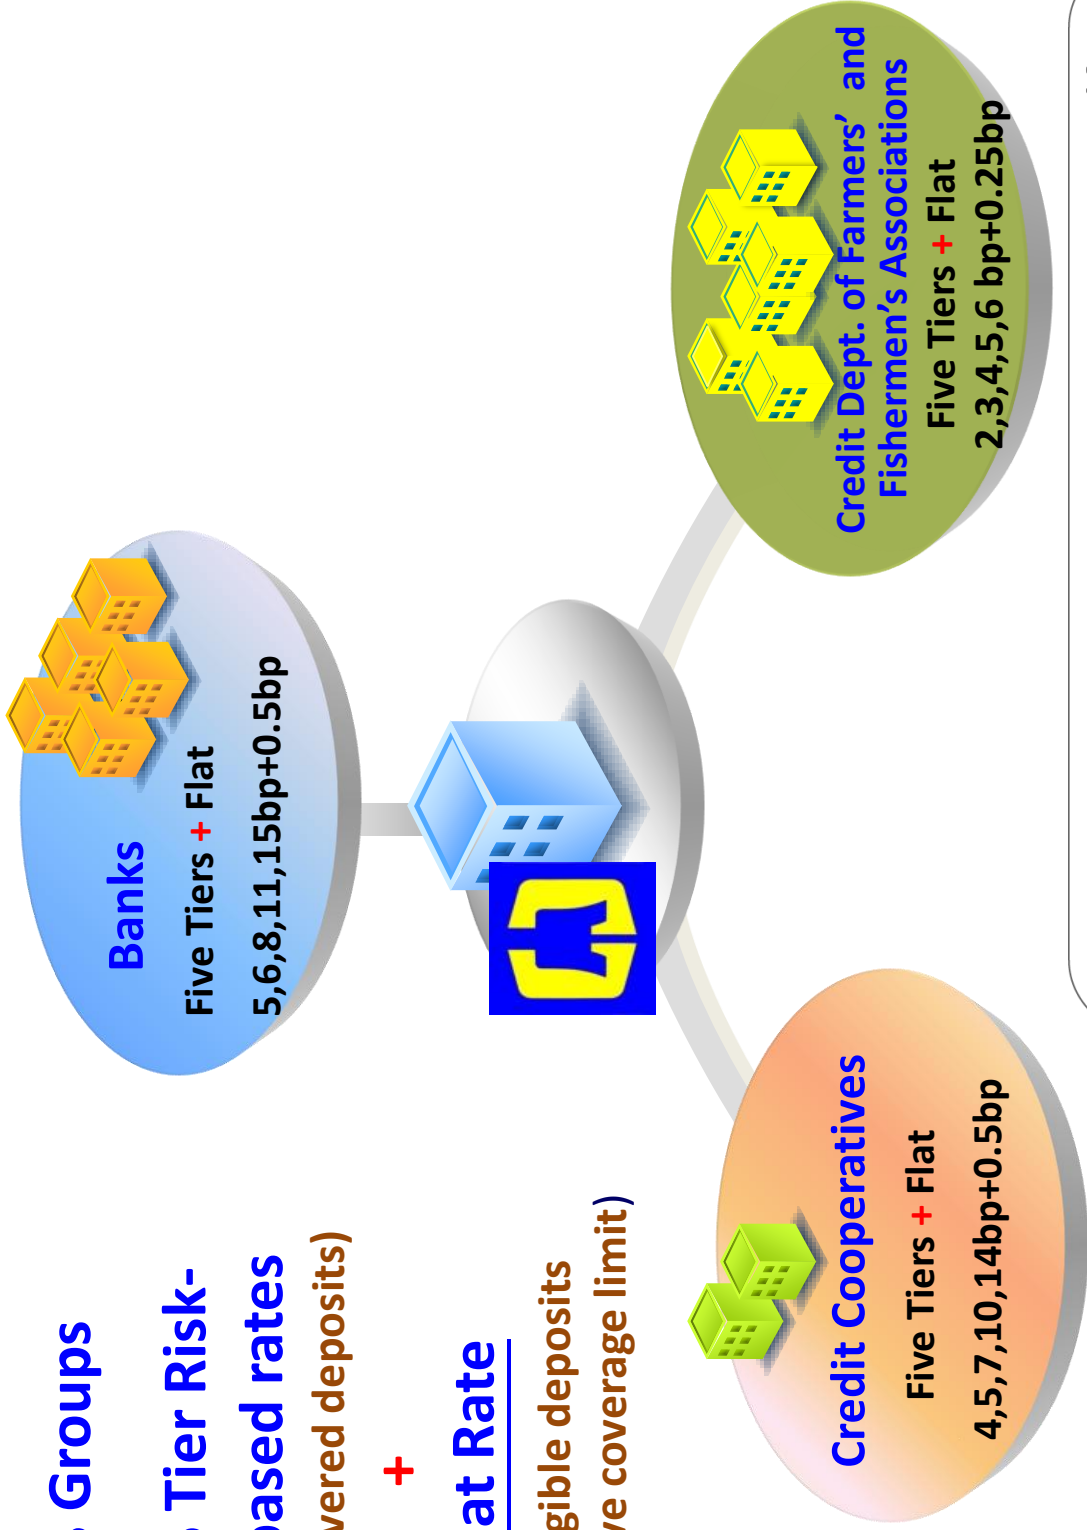 Groups
Tier Risk-
based rates
vered deposits)
+
at Rate
gible deposits
ve coverage limit)
Banks
Five Tiers + Flat
5,6,8,11,15bp+0.5bp
Credit Cooperatives
Five Tiers + Flat
4,5,7,10,14bp+0.5bp
Credit Dept. of Farmers’ and
Fishermen’s Associations
Five Tiers + Flat
2,3,4,5,6 bp+0.25bp